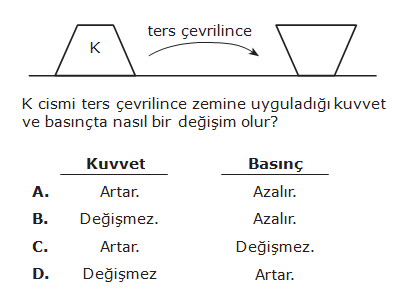 ters çevrilince
K
K cismi ters çevrilince zemine uyguladığı kuvvet
ve basınçta nasıl bir değişim olur?
Kuvvet Basınç
A. Artar. Azalır.
B. Değişmez. Azalır.
C. Artar. Değişmez.
D. Değişmez Artar.